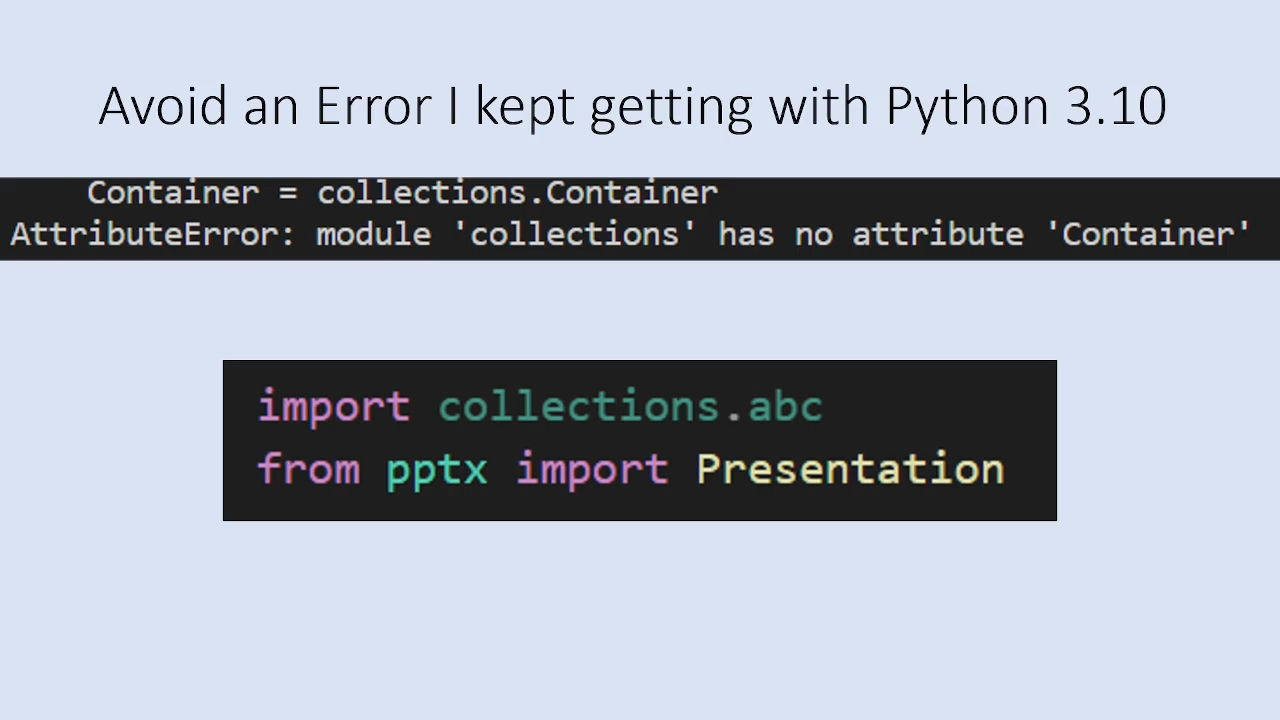 Avoid an Error I kept getting with Python 3.10
Container = collections.Container
AttributeError: module 'collections' has no attribute 'Container'
import collections.abc
from pptx import Presentation